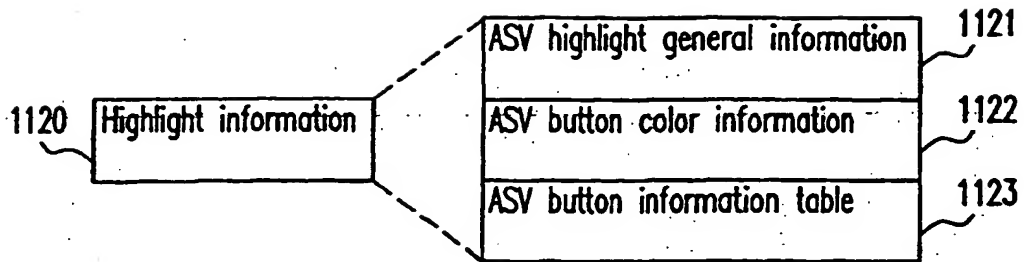 ASV highlight general information 1121
1120 Highlight information
ASV button color information 1122
ASV button information table 1123